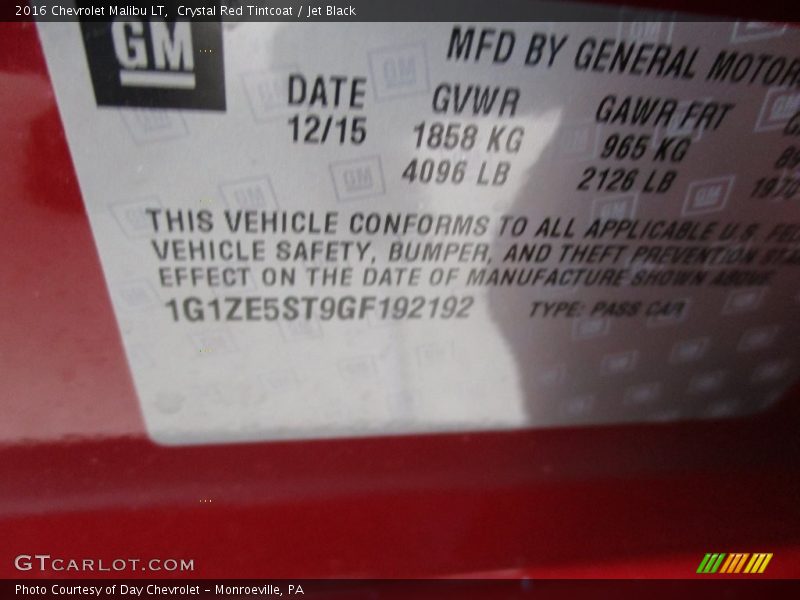 2016 Chevrolet Malibu LT,  Crystal Red Tintcoat / Jet Black
GM
MFD BY GENERAL MOTOR
DATE GVWR GAWR FRT
12/15 1858 KG 965 KG
4096 LB 2126 LB 1970
THIS VEHICLE CONFORMS TO ALL APPLICABLE U.S. FE
VEHICLE SAFETY, BUMPER, AND THEFT PREVENTION STA
EFFECT ON THE DATE OF MANUFACTURE SHOWN ABOVE.
1G1ZE5ST9GF192192 TYPE: PASS CAR
GTCARLOT.COM
Photo Courtesy of Day Chevrolet - Monroeville, PA